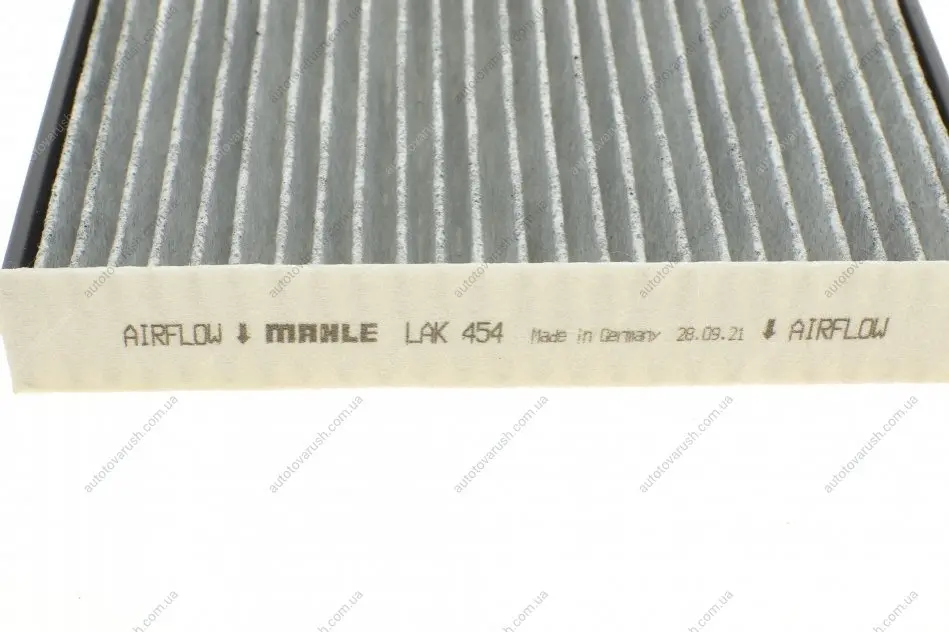 AIRFLOW ⬇ MAHLE LAK 454 Made in Germany 28.09.21 ⬇ AIRFLOW
autotovarush.com.ua